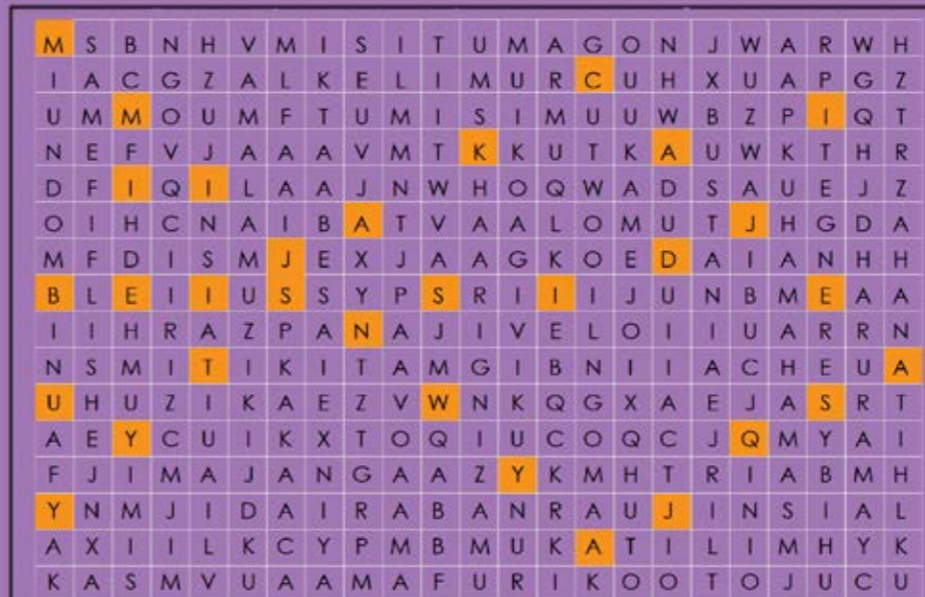 M S B N H V M I S I T U M A G O N J W A R W H
I A C G Z A L K E L I M U R C U H X U A P G Z
U M M O U M F T U M I S I M U U W B Z P I Q T
N E F V J A A A V M T K K U T K A U W K T H R
D F I Q I L A A J N W H O Q W A D S A U E J Z
O I H C N A I B A T V A A L O M U T J H G D A
M F D I S M J E X J A A G K O E D A I A N H H
B L E I I U S S Y P S R I I I J U N B M E A A
I I H R A Z P A N A J I V E L O I I U A R R N
N S M I T I K I T A M G I B N I I A C H E U A
U H U Z I K A E Z V W N K Q G X A E J A S R T
A E Y C U I K X T O Q I U C O Q C J Q M Y A I
F J I M A J A N G A A Z Y K M H T R I A B M H
Y N M J I D A I R A B A N R A U J I N S I A L
A X I I L K C Y P M B M U K A T I L I M H Y K
K A S M V U A A M A F U R I K O O T O J U C U